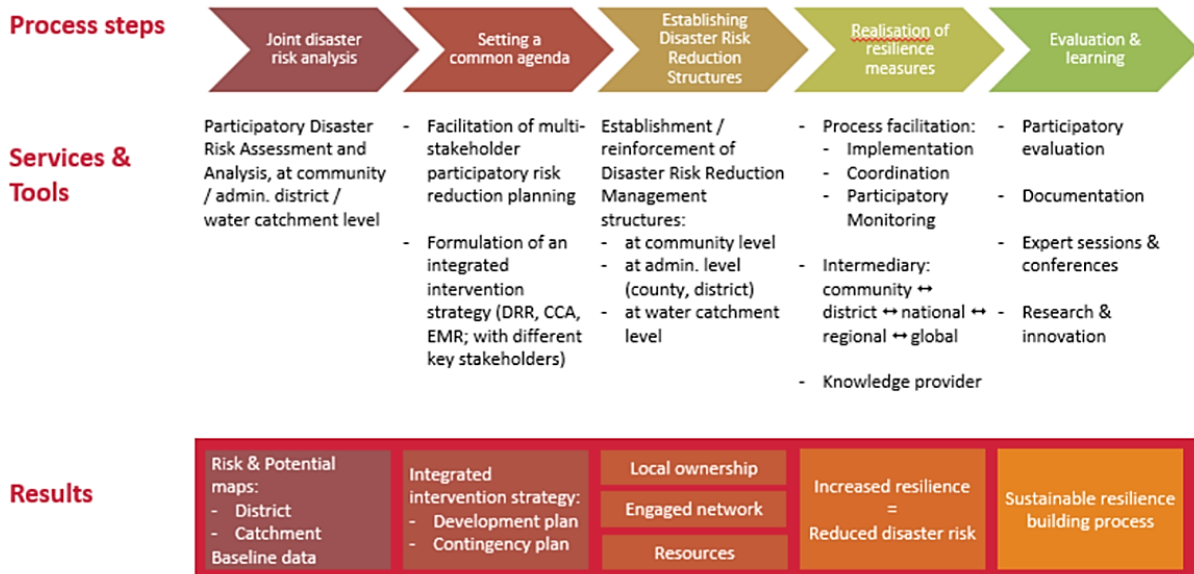 Process steps
Joint disaster
risk analysis
Setting a
common agenda
Establishing
Disaster Risk
Reduction
Structures
Realisation of
resilience
measures
Evaluation &
learning
Services &
Tools
Participatory Disaster
Risk Assessment and
Analysis, at community
/ admin. district /
water catchment level
- Facilitation of multi-
stakeholder
participatory risk
reduction planning
- Formulation of an
integrated
intervention
strategy (DRR, CCA,
EMR; with different
key stakeholders)
Establishment /
reinforcement of
Disaster Risk Reduction
Management
structures:
- at community level
- at admin. level
(county, district)
- at water catchment
level
- Process facilitation:
- Implementation
- Coordination
- Participatory
Monitoring
- Intermediary:
community ↔
district ↔ national ↔
regional ↔ global
- Knowledge provider
- Participatory
evaluation
- Documentation
- Expert sessions &
conferences
- Research &
innovation
Results
Risk & Potential
maps:
- District
- Catchment
Baseline data
Integrated
intervention strategy:
- Development plan
- Contingency plan
Local ownership
Engaged network
Resources
Increased resilience
=
Reduced disaster risk
Sustainable resilience
building process